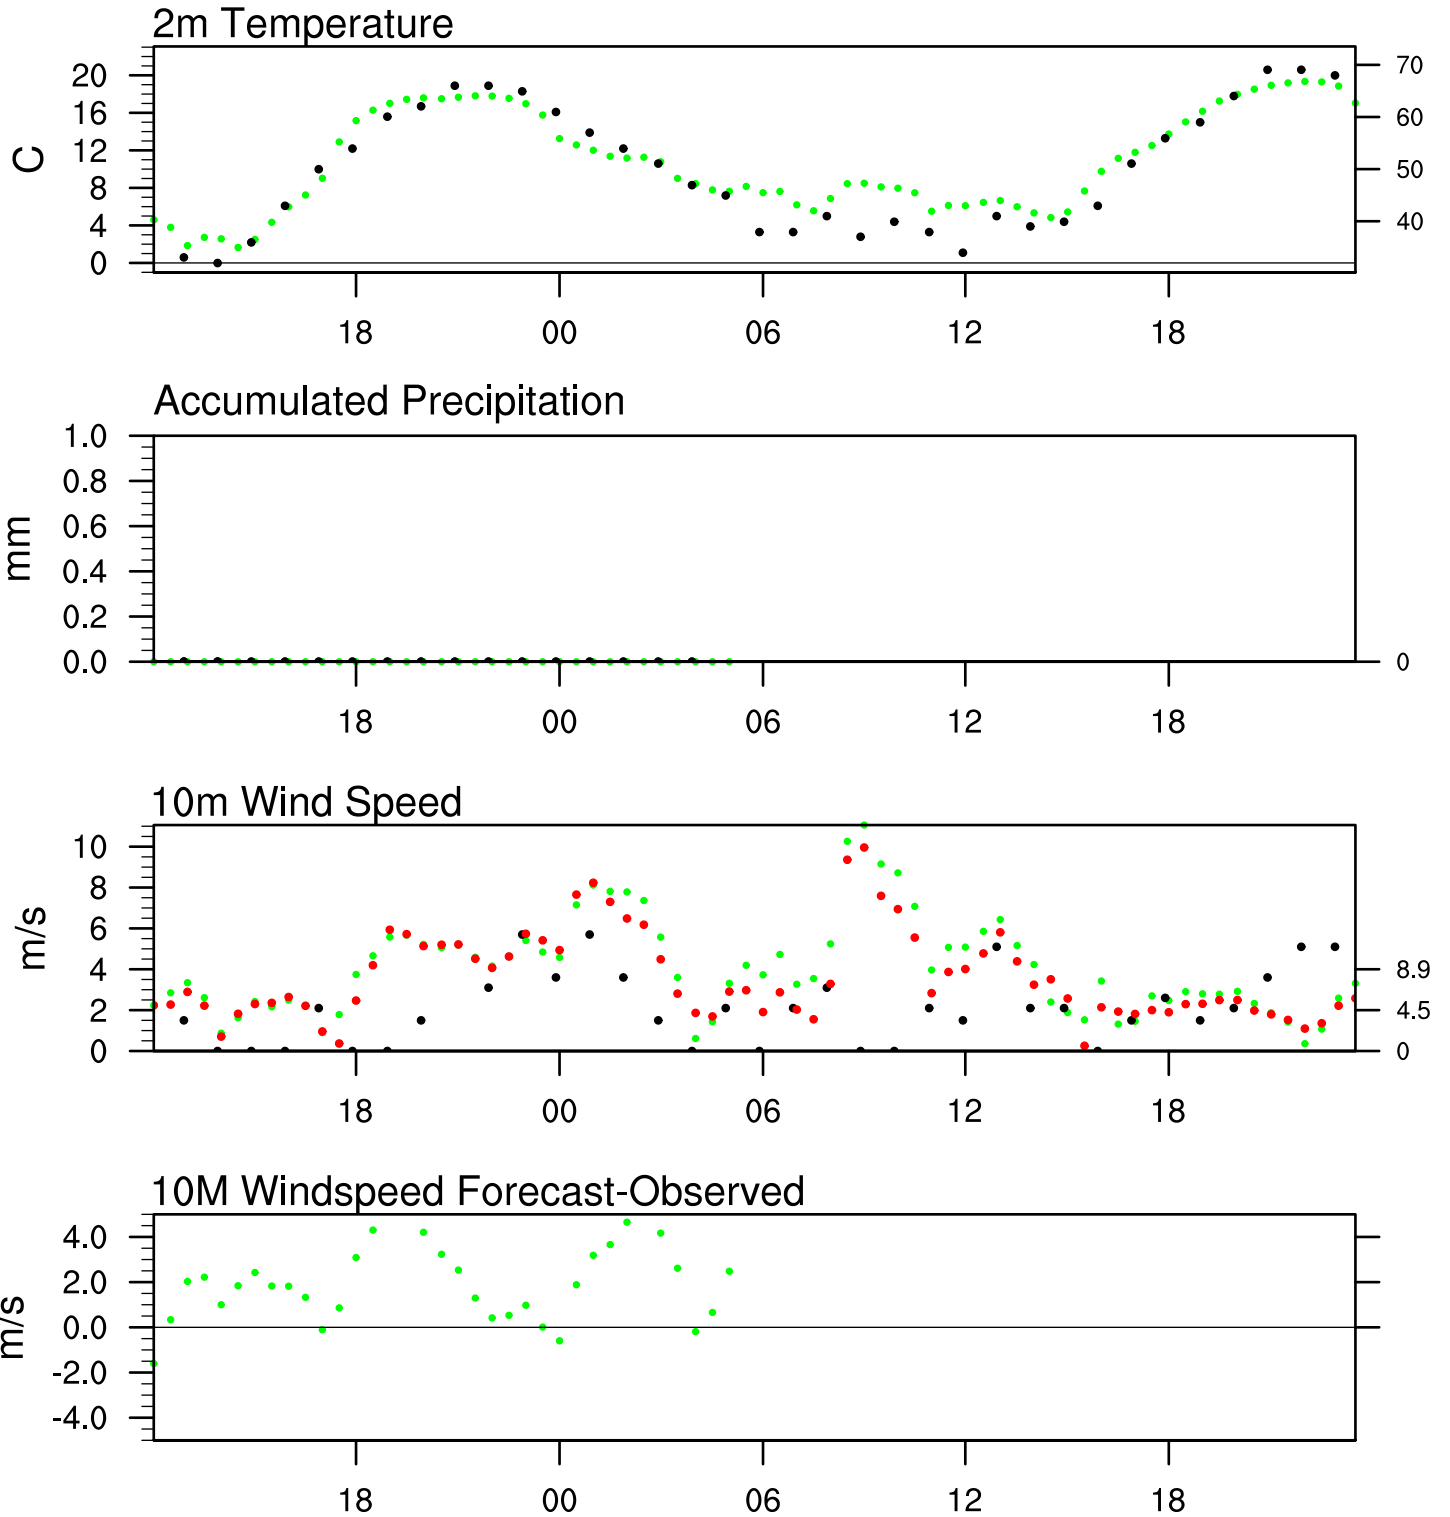 2m Temperature
20
16
12
8
4
0
C
70
60
50
40
18 00 06 12 18
Accumulated Precipitation
1.0
0.8
0.6
0.4
0.2
0.0
mm
0
18 00 06 12 18
10m Wind Speed
10
8
6
4
2
0
m/s
8.9
4.5
0
18 00 06 12 18
10M Windspeed Forecast-Observed
4.0
2.0
0.0
-2.0
-4.0
m/s
18 00 06 12 18